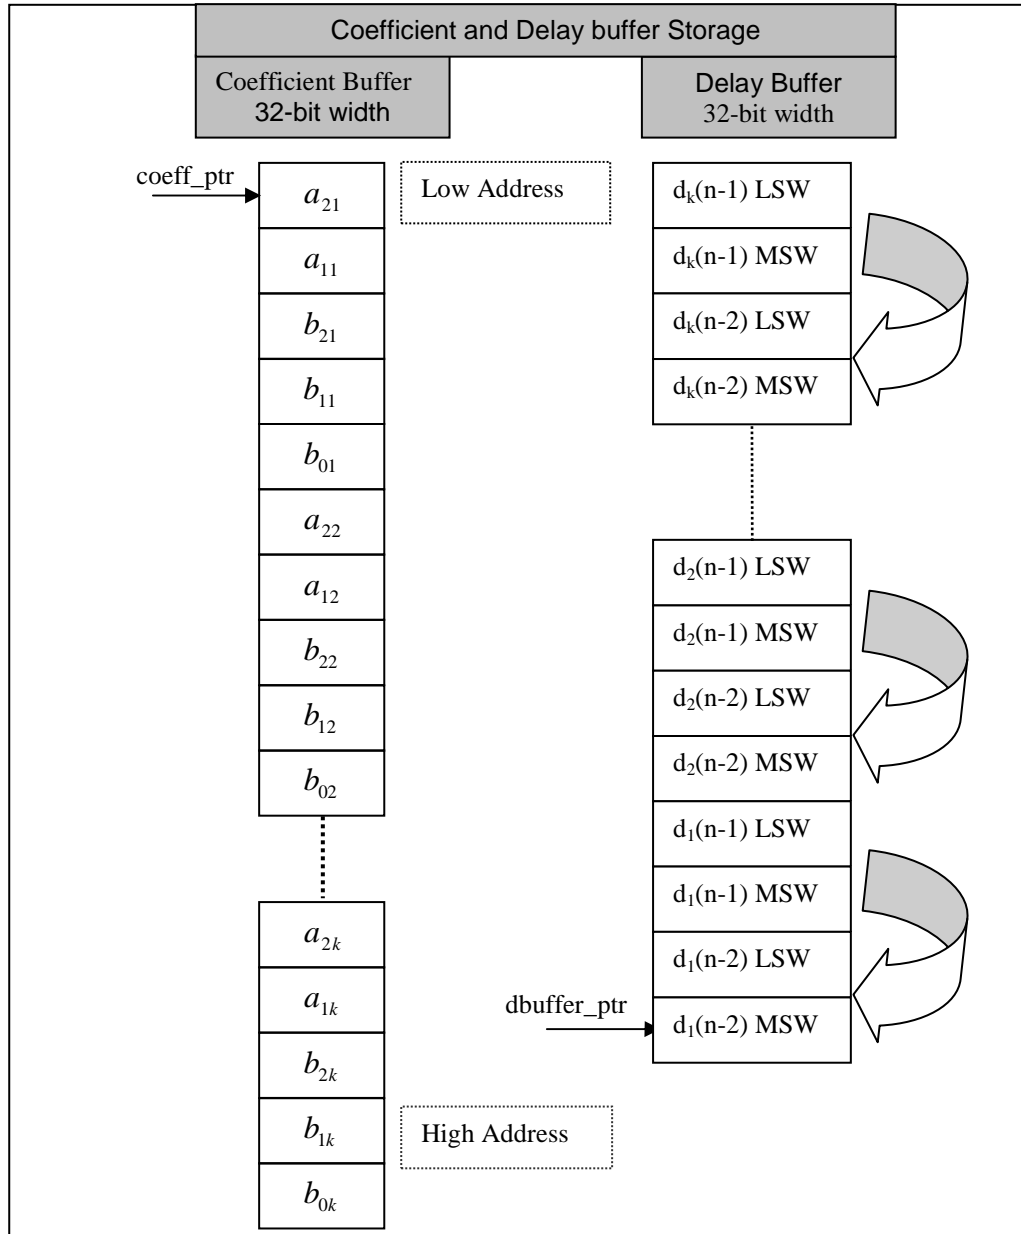 Coefficient and Delay buffer Storage
Coefficient Buffer
32-bit width
Delay Buffer
32-bit width
coeff_ptr
a₂₁
a₁₁
b₂₁
b₁₁
b₀₁
a₂₂
a₁₂
b₂₂
b₁₂
b₀₂
a₂ₖ
a₁ₖ
b₂ₖ
b₁ₖ
b₀ₖ
Low Address
High Address
dₖ(n-1) LSW
dₖ(n-1) MSW
dₖ(n-2) LSW
dₖ(n-2) MSW
d₂(n-1) LSW
d₂(n-1) MSW
d₂(n-2) LSW
d₂(n-2) MSW
d₁(n-1) LSW
d₁(n-1) MSW
d₁(n-2) LSW
dbuffer_ptr
d₁(n-2) MSW